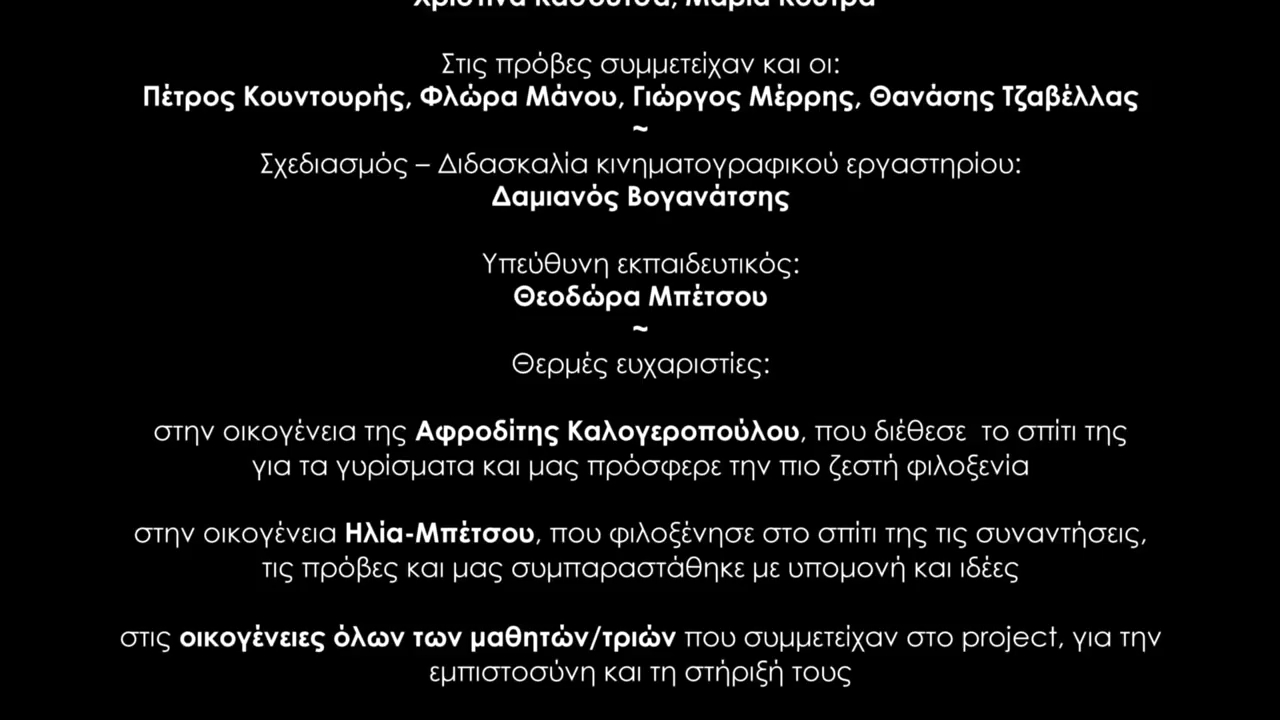 Στις πρόβες συμμετείχαν και οι:
Πέτρος Κουντουρής, Φλώρα Μάνου, Γιώργος Μέρρης, Θανάσης Τζαβέλλας
~
Σχεδιασμός – Διδασκαλία κινηματογραφικού εργαστηρίου:
Δαμιανός Βογανάτσης
Υπεύθυνη εκπαιδευτικός:
Θεοδώρα Μπέτσου
~
Θερμές ευχαριστίες:
στην οικογένεια της Αφροδίτης Καλογεροπούλου, που διέθεσε το σπίτι της
για τα γυρίσματα και μας πρόσφερε την πιο ζεστή φιλοξενία
στην οικογένεια Ηλία-Μπέτσου, που φιλοξένησε στο σπίτι της τις συναντήσεις,
τις πρόβες και μας συμπαραστάθηκε με υπομονή και ιδέες
στις οικογένειες όλων των μαθητών/τριών που συμμετείχαν στο project, για την
εμπιστοσύνη και τη στήριξή τους